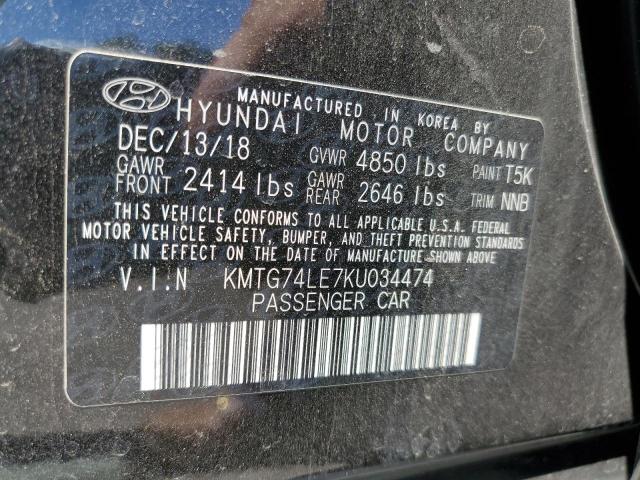 MANUFACTURED IN KOREA BY
HYUNDAI MOTOR COMPANY
DEC/13/18 GVWR 4850 lbs PAINT T5K
GAWR FRONT 2414 lbs GAWR REAR 2646 lbs TRIM NNB
THIS VEHICLE CONFORMS TO ALL APPLICABLE U.S.A. FEDERAL
MOTOR VEHICLE SAFETY, BUMPER, AND THEFT PREVENTION STANDARDS
IN EFFECT ON THE DATE OF MANUFACTURE SHOWN ABOVE.
V.I.N KMTG74LE7KU034474
PASSENGER CAR